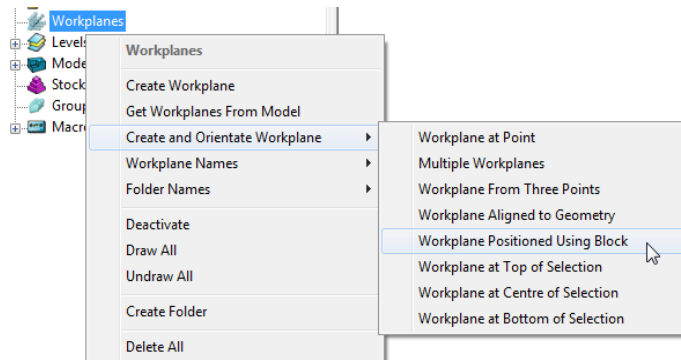 Workplanes
Levels
Workplanes
Mode
Create Workplane
Stock
Get Workplanes From Model
Group
Macro
Create and Orientate Workplane
Workplane at Point
Workplane Names
Multiple Workplanes
Folder Names
Workplane From Three Points
Workplane Aligned to Geometry
Deactivate
Workplane Positioned Using Block
Draw All
Workplane at Top of Selection
Undraw All
Workplane at Centre of Selection
Create Folder
Workplane at Bottom of Selection
Delete All